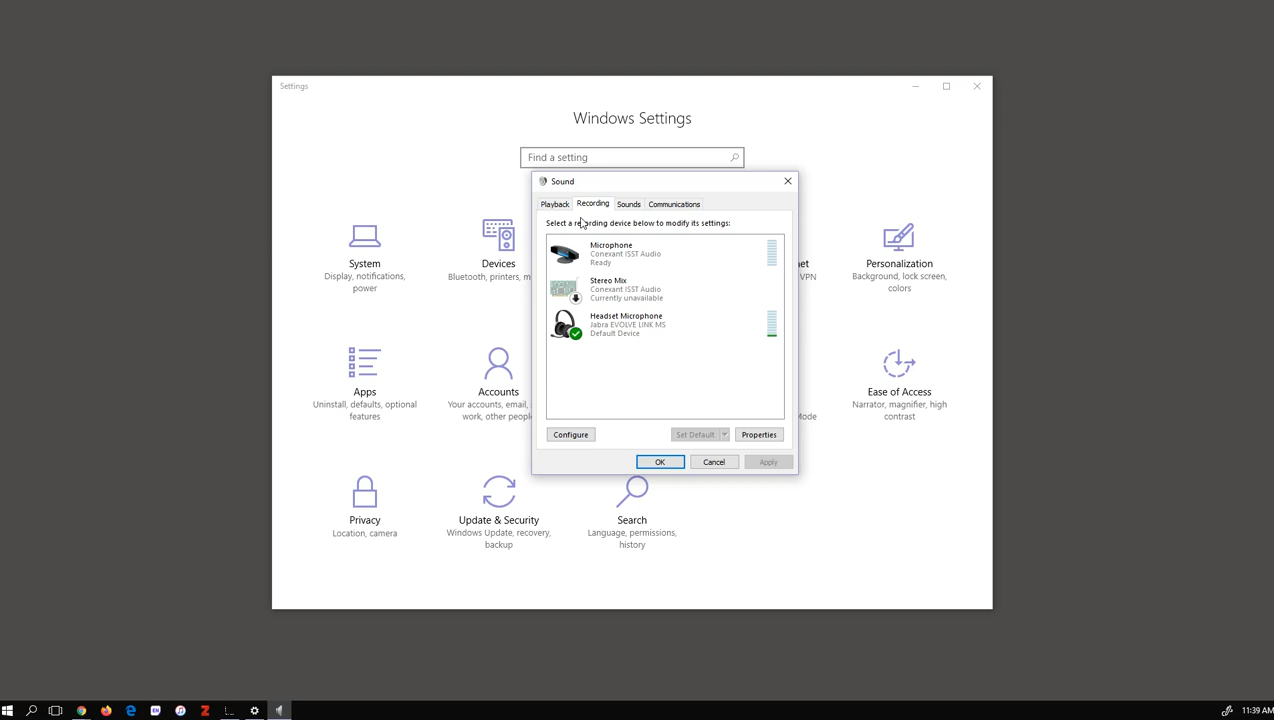 Settings
Windows Settings
Find a setting
Sound
Playback
Recording
Sounds
Communications
Select a recording device below to modify its settings:
Microphone
Conexant ISST Audio
Ready
Stereo Mix
Conexant ISST Audio
Currently unavailable
Headset Microphone
Jabra EVOLVE LINK MS
Default Device
Configure
Set Default
Properties
OK
Cancel
Apply
System
Display, notifications,
power
Devices
Bluetooth, printers, m
et
VPN
Personalization
Background, lock screen,
colors
Apps
Uninstall, defaults, optional
features
Accounts
Your accounts, email,
work, other people
Mode
Ease of Access
Narrator, magnifier, high
contrast
Privacy
Location, camera
Update & Security
Windows Update, recovery,
backup
Search
Language, permissions,
history
EN
Z
11:39 AM